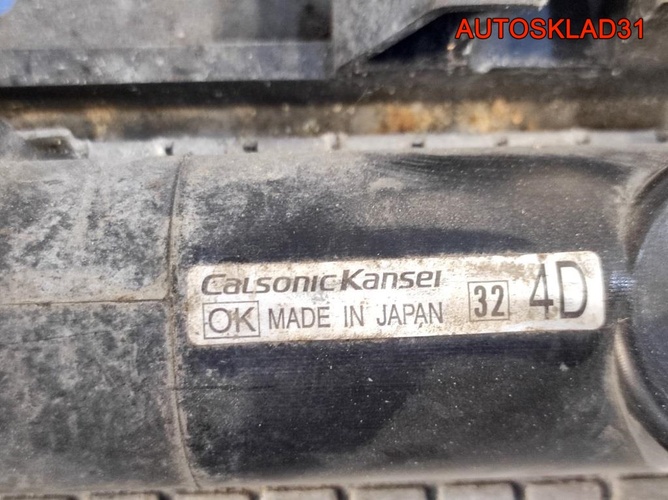 AUTOSKLAD31
CalsonicKansei
OK MADE IN JAPAN 32 4D